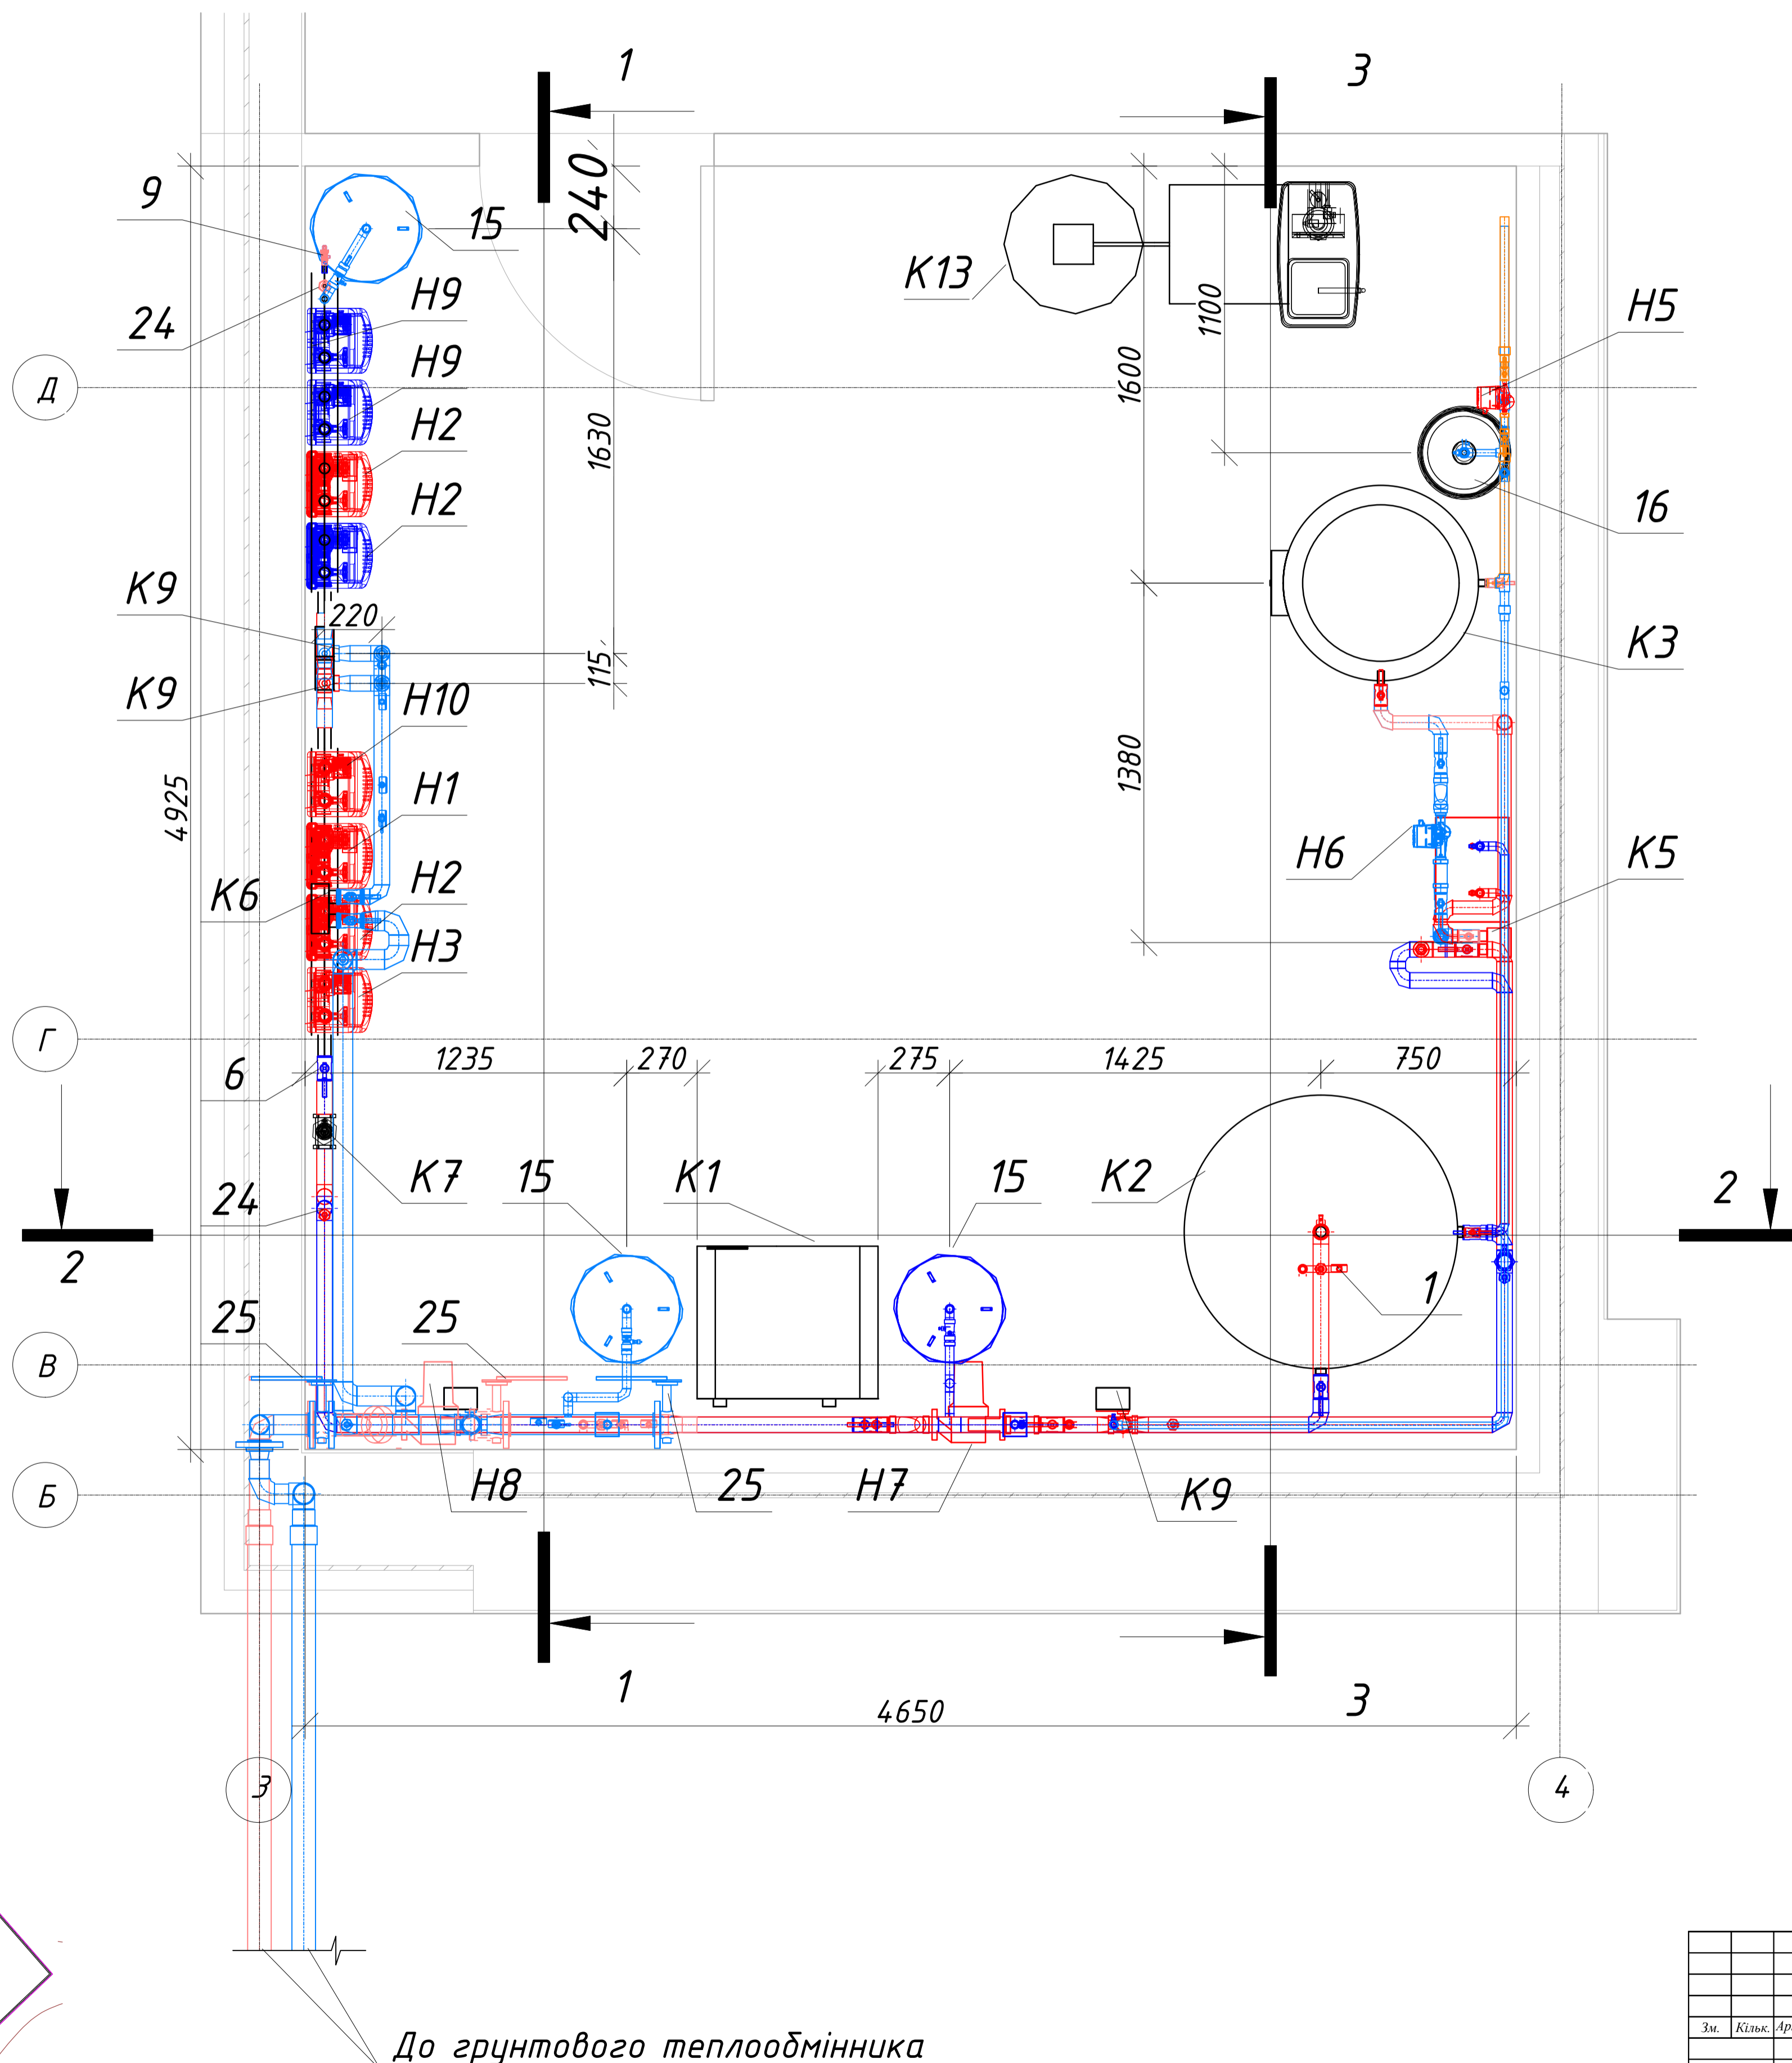 1
3
240
9
15
К13
Н9
24
1100
Н5
Н9
Д
1600
Н2
1630
Н2
16
К9
220
К3
115
К9
Н10
1380
Н1
4925
Н6
К5
Н2
К6
Н3
Г
1235
270
275
1425
750
6
К7
15
К1
15
К2
2
24
2
1
25
25
В
Н8
25
Н7
К9
Б
1
3
4650
3
4
Зм.
Кільк.
До грунтового теплообмінника